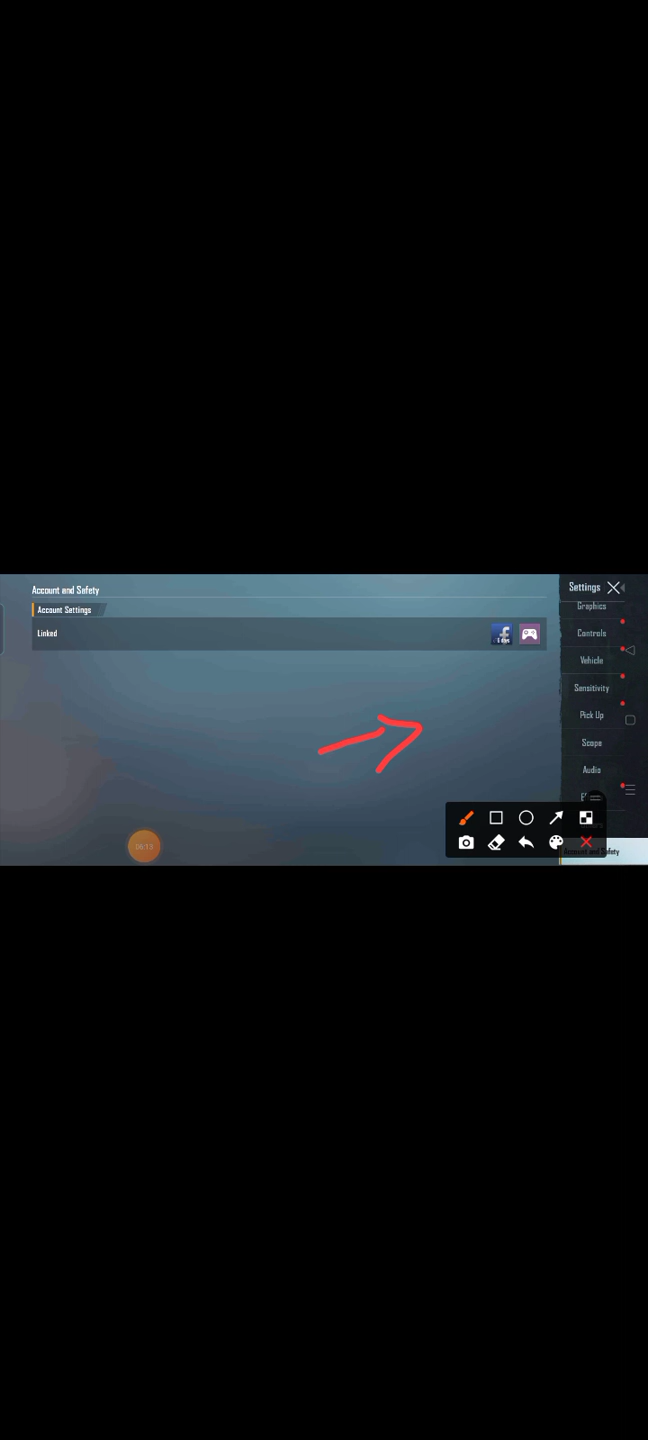 Account and Safety
Account Settings
Linked
Settings
Graphics
Controls
Vehicle
Sensitivity
Pick Up
Scope
Audio
Account and Safety